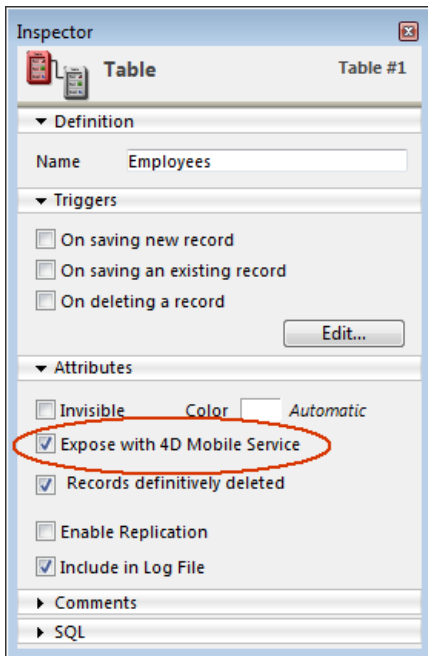 Inspector
Table Table #1
Definition
Name Employees
Triggers
On saving new record
On saving an existing record
On deleting a record
Edit...
Attributes
Invisible Color Automatic
Expose with 4D Mobile Service
Records definitively deleted
Enable Replication
Include in Log File
Comments
SQL